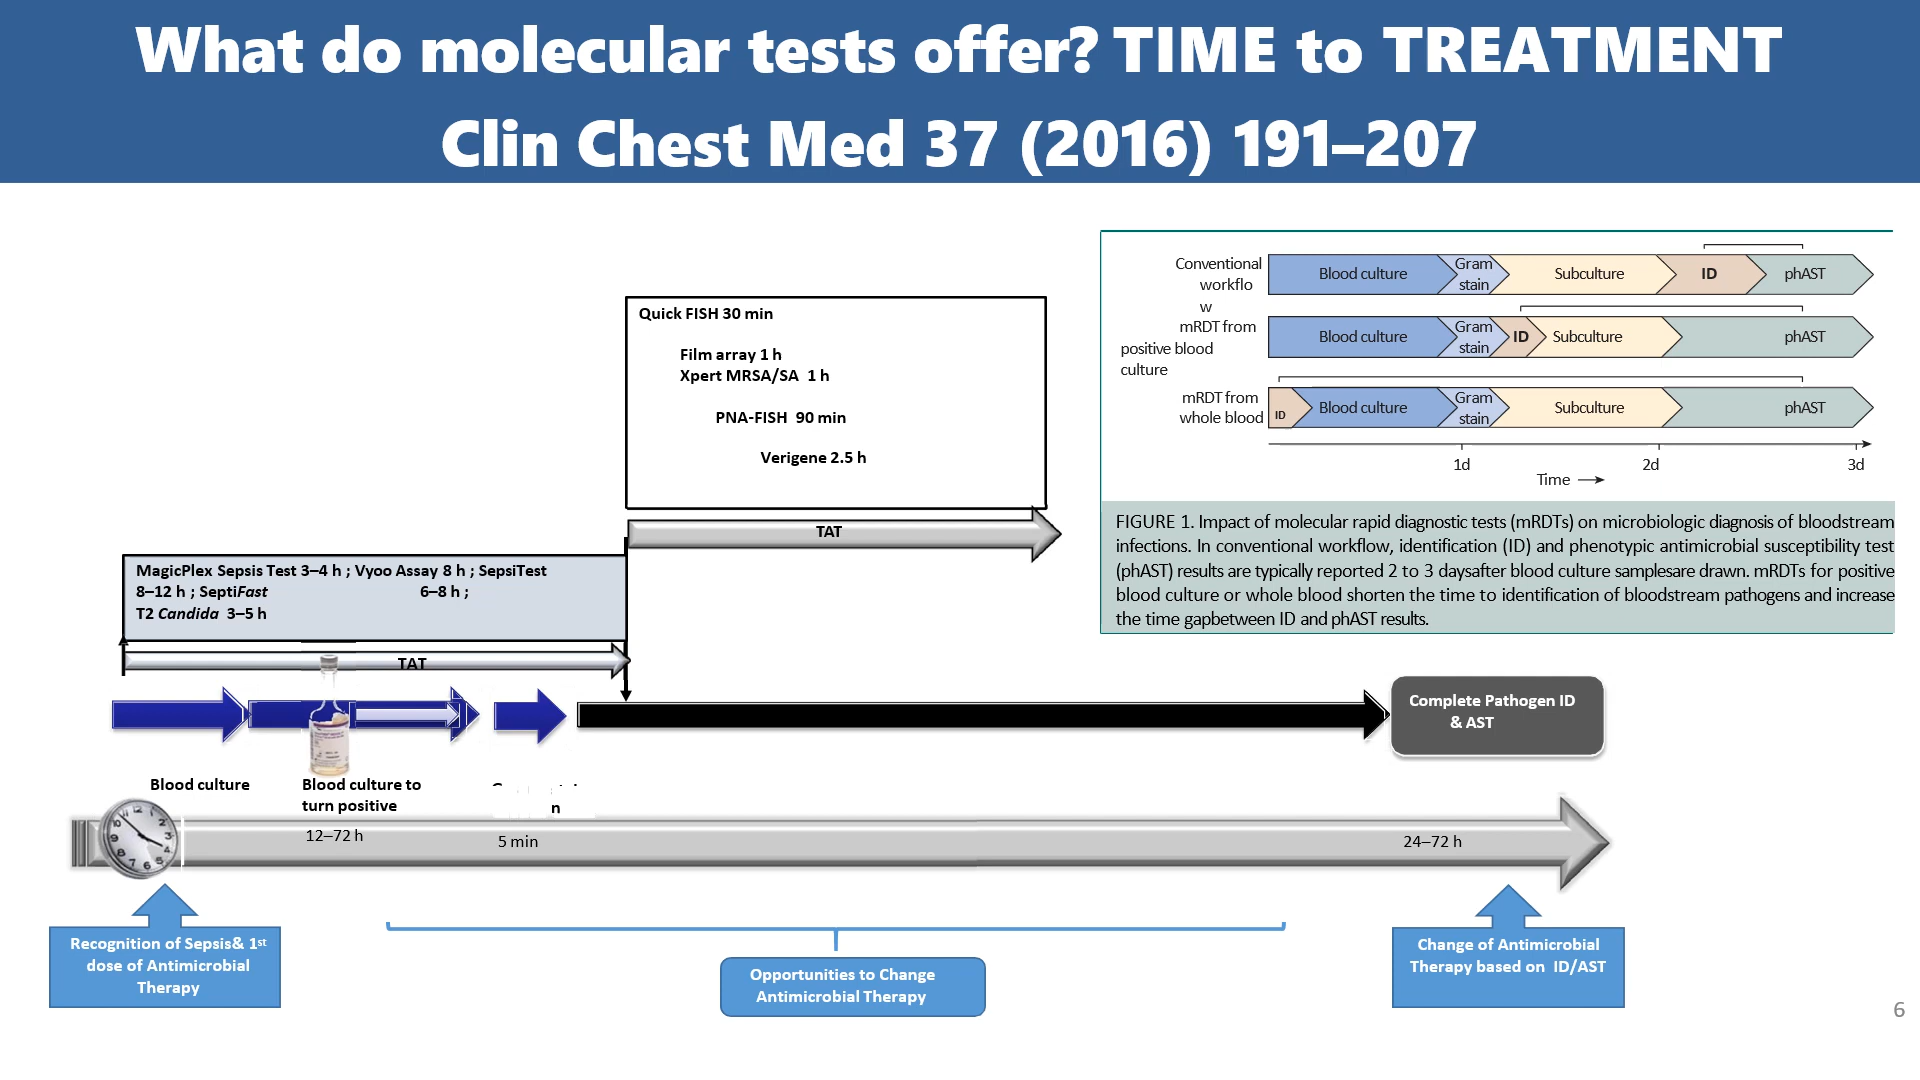 What do molecular tests offer? TIME to TREATMENT
Clin Chest Med 37 (2016) 191–207
Quick FISH 30 min
Film array 1 h
Xpert MRSA/SA 1 h
PNA-FISH 90 min
Verigene 2.5 h
TAT
MagicPlex Sepsis Test 3–4 h ; Vyoo Assay 8 h ; SepsiTest
8–12 h ; SeptiFast 6–8 h ;
T2 Candida 3–5 h
TAT
Complete Pathogen ID
& AST
Blood culture
Blood culture to
turn positive
n
12–72 h
5 min
24–72 h
Recognition of Sepsis& 1st
dose of Antimicrobial
Therapy
Opportunities to Change
Antimicrobial Therapy
Change of Antimicrobial
Therapy based on ID/AST
Conventional
workflo
w
Blood culture
Gram
stain
Subculture
ID
phAST
mRDT from
positive blood
culture
Blood culture
Gram
stain
ID
Subculture
phAST
mRDT from
whole blood
ID
Blood culture
Gram
stain
Subculture
phAST
1d
2d
3d
Time
FIGURE 1. Impact of molecular rapid diagnostic tests (mRDTs) on microbiologic diagnosis of bloodstream
infections. In conventional workflow, identification (ID) and phenotypic antimicrobial susceptibility test
(phAST) results are typically reported 2 to 3 daysafter blood culture samplesare drawn. mRDTs for positive
blood culture or whole blood shorten the time to identification of bloodstream pathogens and increase
the time gapbetween ID and phAST results.
6